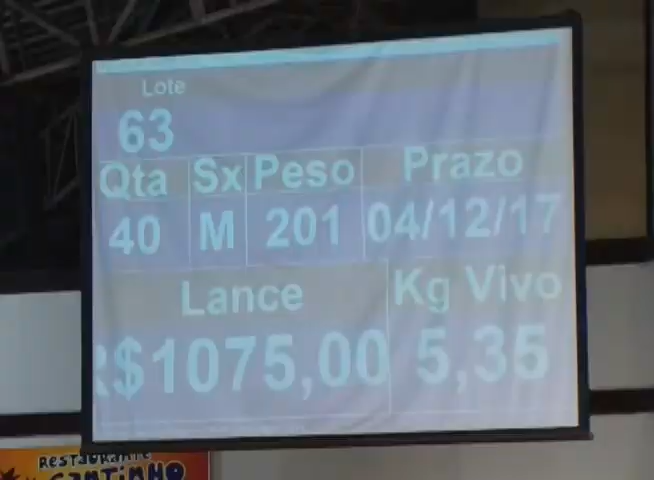 Lote
63
Qta Sx Peso Prazo
40 M 201 04/12/17
Lance Kg Vivo
R$1075,00 5,35
RESTAURANTE
CANTINHO